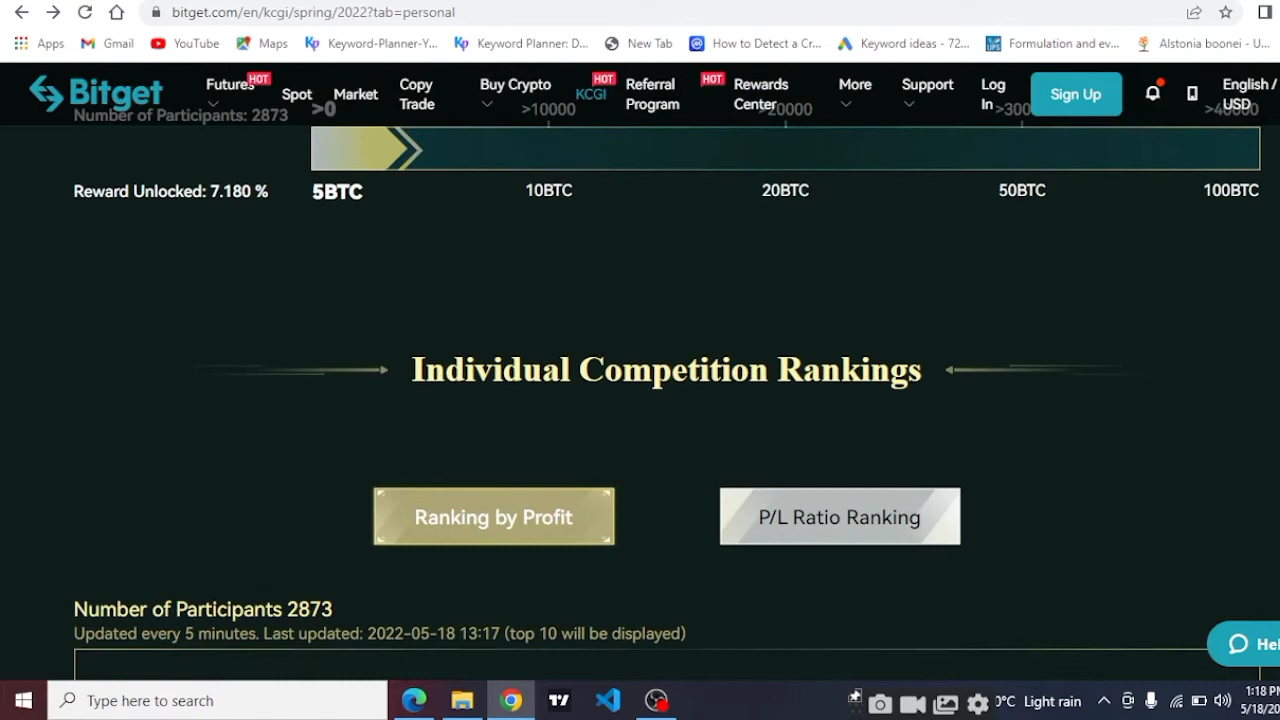 bitget.com/en/kcgi/spring/2022?tab=personal
Apps Gmail YouTube Maps Keyword-Planner-Y... Keyword Planner: D... New Tab How to Detect a Cr... Keyword ideas - 72... Formulation and ev... Alstonia boonei - U...
Bitget Futures HOT Spot Market Copy Trade Buy Crypto KCGI HOT Referral Program HOT Rewards Center More Support Log In Sign Up English / USD
Number of Participants: 2873 >0 >10000 >20000 >300 >40000
Reward Unlocked: 7.180 % 5BTC 10BTC 20BTC 50BTC 100BTC
Individual Competition Rankings
Ranking by Profit P/L Ratio Ranking
Number of Participants 2873
Updated every 5 minutes. Last updated: 2022-05-18 13:17 (top 10 will be displayed)
Hel
Type here to search
0°C Light rain
1:18 PM
5/18/20